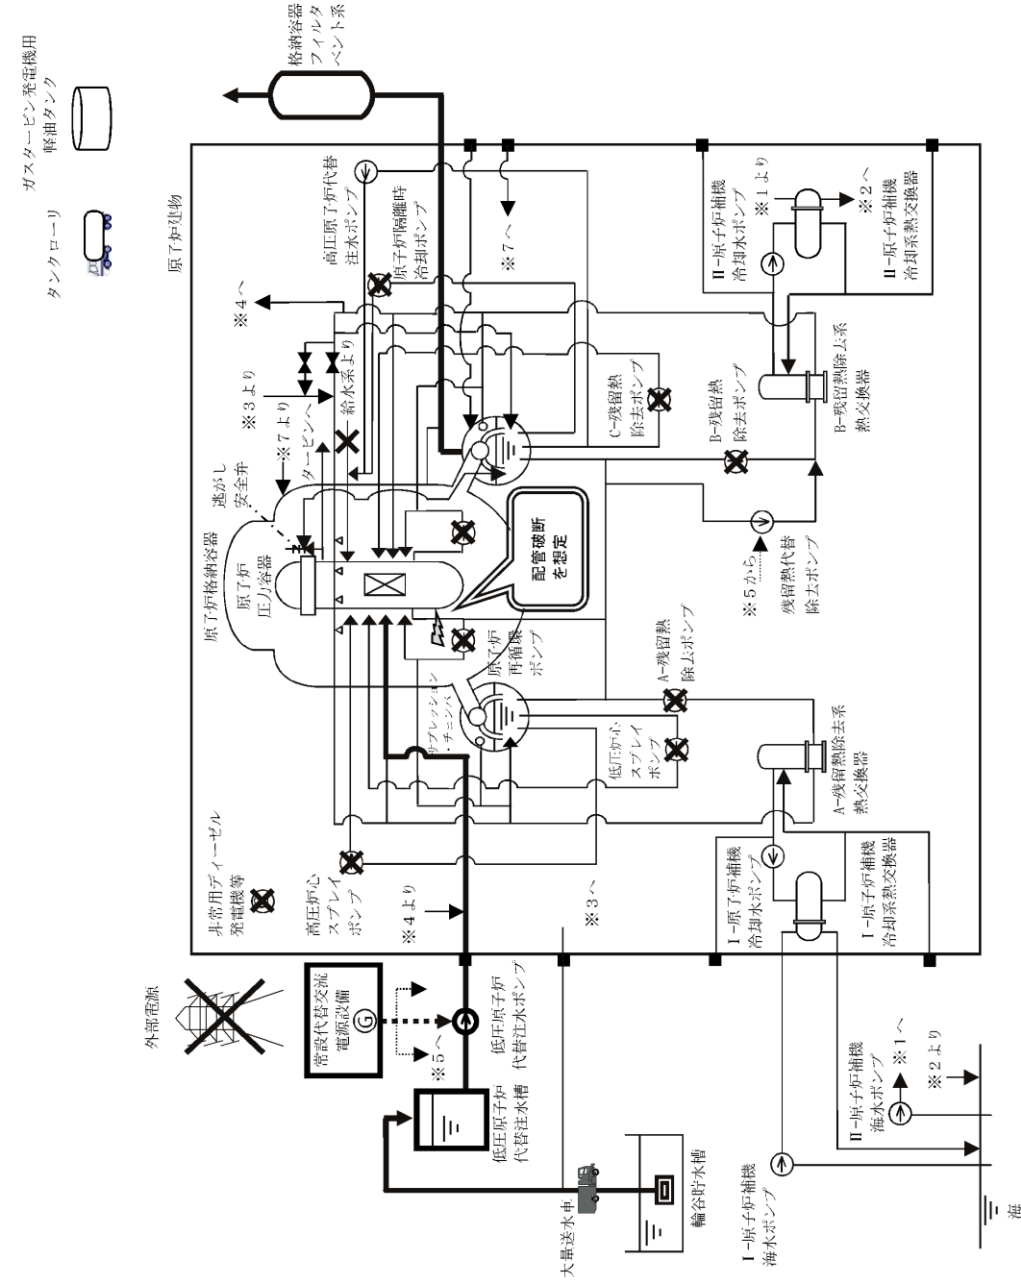 外部電源
常設代替交流
電源設備
G
※５へ
低圧原子炉
代替注水槽
低圧原子炉
代替注水ポンプ
大量送水車
輪谷貯水槽
非常用ディーゼル
発電機等
高圧炉心
スプレイ
ポンプ
※４より
※３へ
Ⅰ-原子炉補機
冷却水ポンプ
Ⅰ-原子炉補機
冷却系熱交換器
Ⅰ-原子炉補機
海水ポンプ
Ⅱ-原子炉補機
海水ポンプ
※１へ
※２より
海
原子炉格納容器
原子炉
圧力容器
逃がし
安全弁
※７より
タービンへ
※３より
給水系より
※４へ
サプレッション
・チェンバ
原子炉
再循環
ポンプ
配管破断
を想定
低圧炉心
スプレイ
ポンプ
A-残留熱
除去ポンプ
A-残留熱除去系
熱交換器
※５から
残留熱代替
除去ポンプ
C-残留熱
除去ポンプ
B-残留熱
除去ポンプ
B-残留熱除去系
熱交換器
原子炉建物
高圧原子炉代替
注水ポンプ
原子炉隔離時
冷却ポンプ
※７へ
Ⅱ-原子炉補機
冷却水ポンプ
※１より
※２へ
Ⅱ-原子炉補機
冷却系熱交換器
タンクローリ
ガスタービン発電機用
軽油タンク
格納容器
フィルタ
ベント系